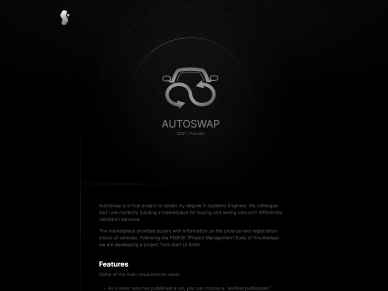 AUTOSWAP
2021 - Present
AutoSwap is a final project to obtain my degree in Systems Engineer. My colleague
and I are currently building a marketplace for buying and selling cars with differential
validation services.
The marketplace provides buyers with information on the physical and registration
status of vehicles. Following the PMBOK (Project Management Body of Knowledge)
we are developing a project from start to finish.
Features
Some of the main requirements were:
As a seller who has published a car, you can choose a "verified publication"